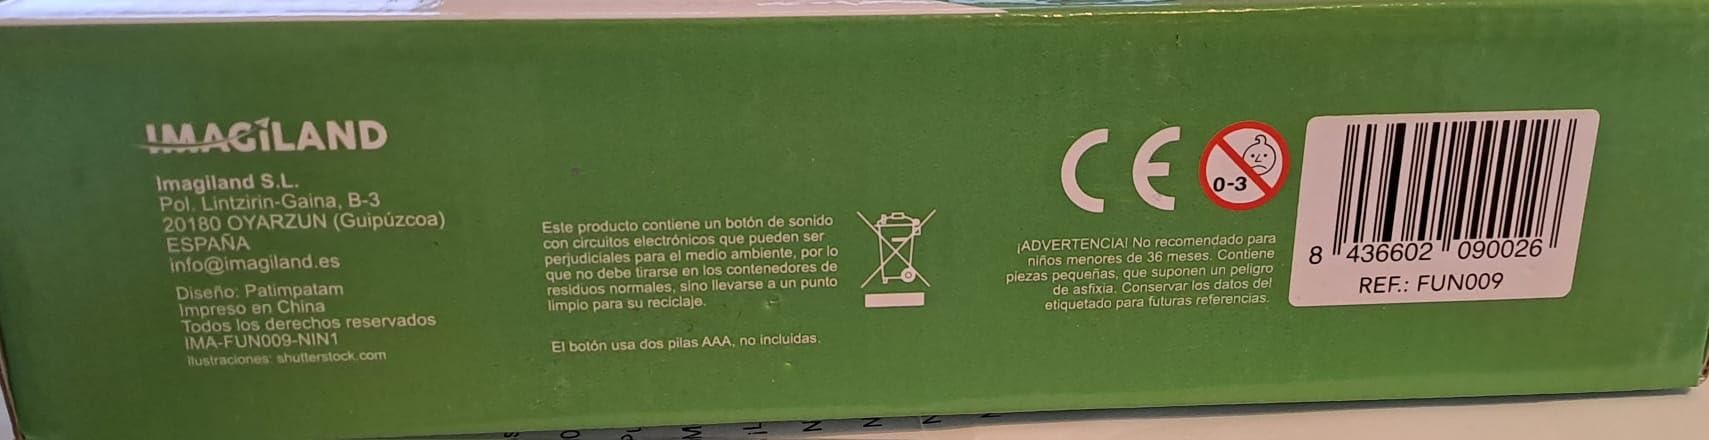 IMAGiLAND
Imagiland S.L.
Pol. Lintzirin-Gaina, B-3
20180 OYARZUN (Guipúzcoa)
ESPAÑA
info@imagiland.es
Diseño: Patimpatam
Impreso en China
Todos los derechos reservados
IMA-FUN009-NIN1
Ilustraciones: shutterstock.com
Este producto contiene un botón de sonido
con circuitos electrónicos que pueden ser
perjudiciales para el medio ambiente, por lo
que no debe tirarse en los contenedores de
residuos normales, sino llevarse a un punto
limpio para su reciclaje.
El botón usa dos pilas AAA, no incluidas.
CE
0-3
¡ADVERTENCIA! No recomendado para
niños menores de 36 meses. Contiene
piezas pequeñas, que suponen un peligro
de asfixia. Conservar los datos del
etiquetado para futuras referencias.
8 436602 090026
REF.: FUN009